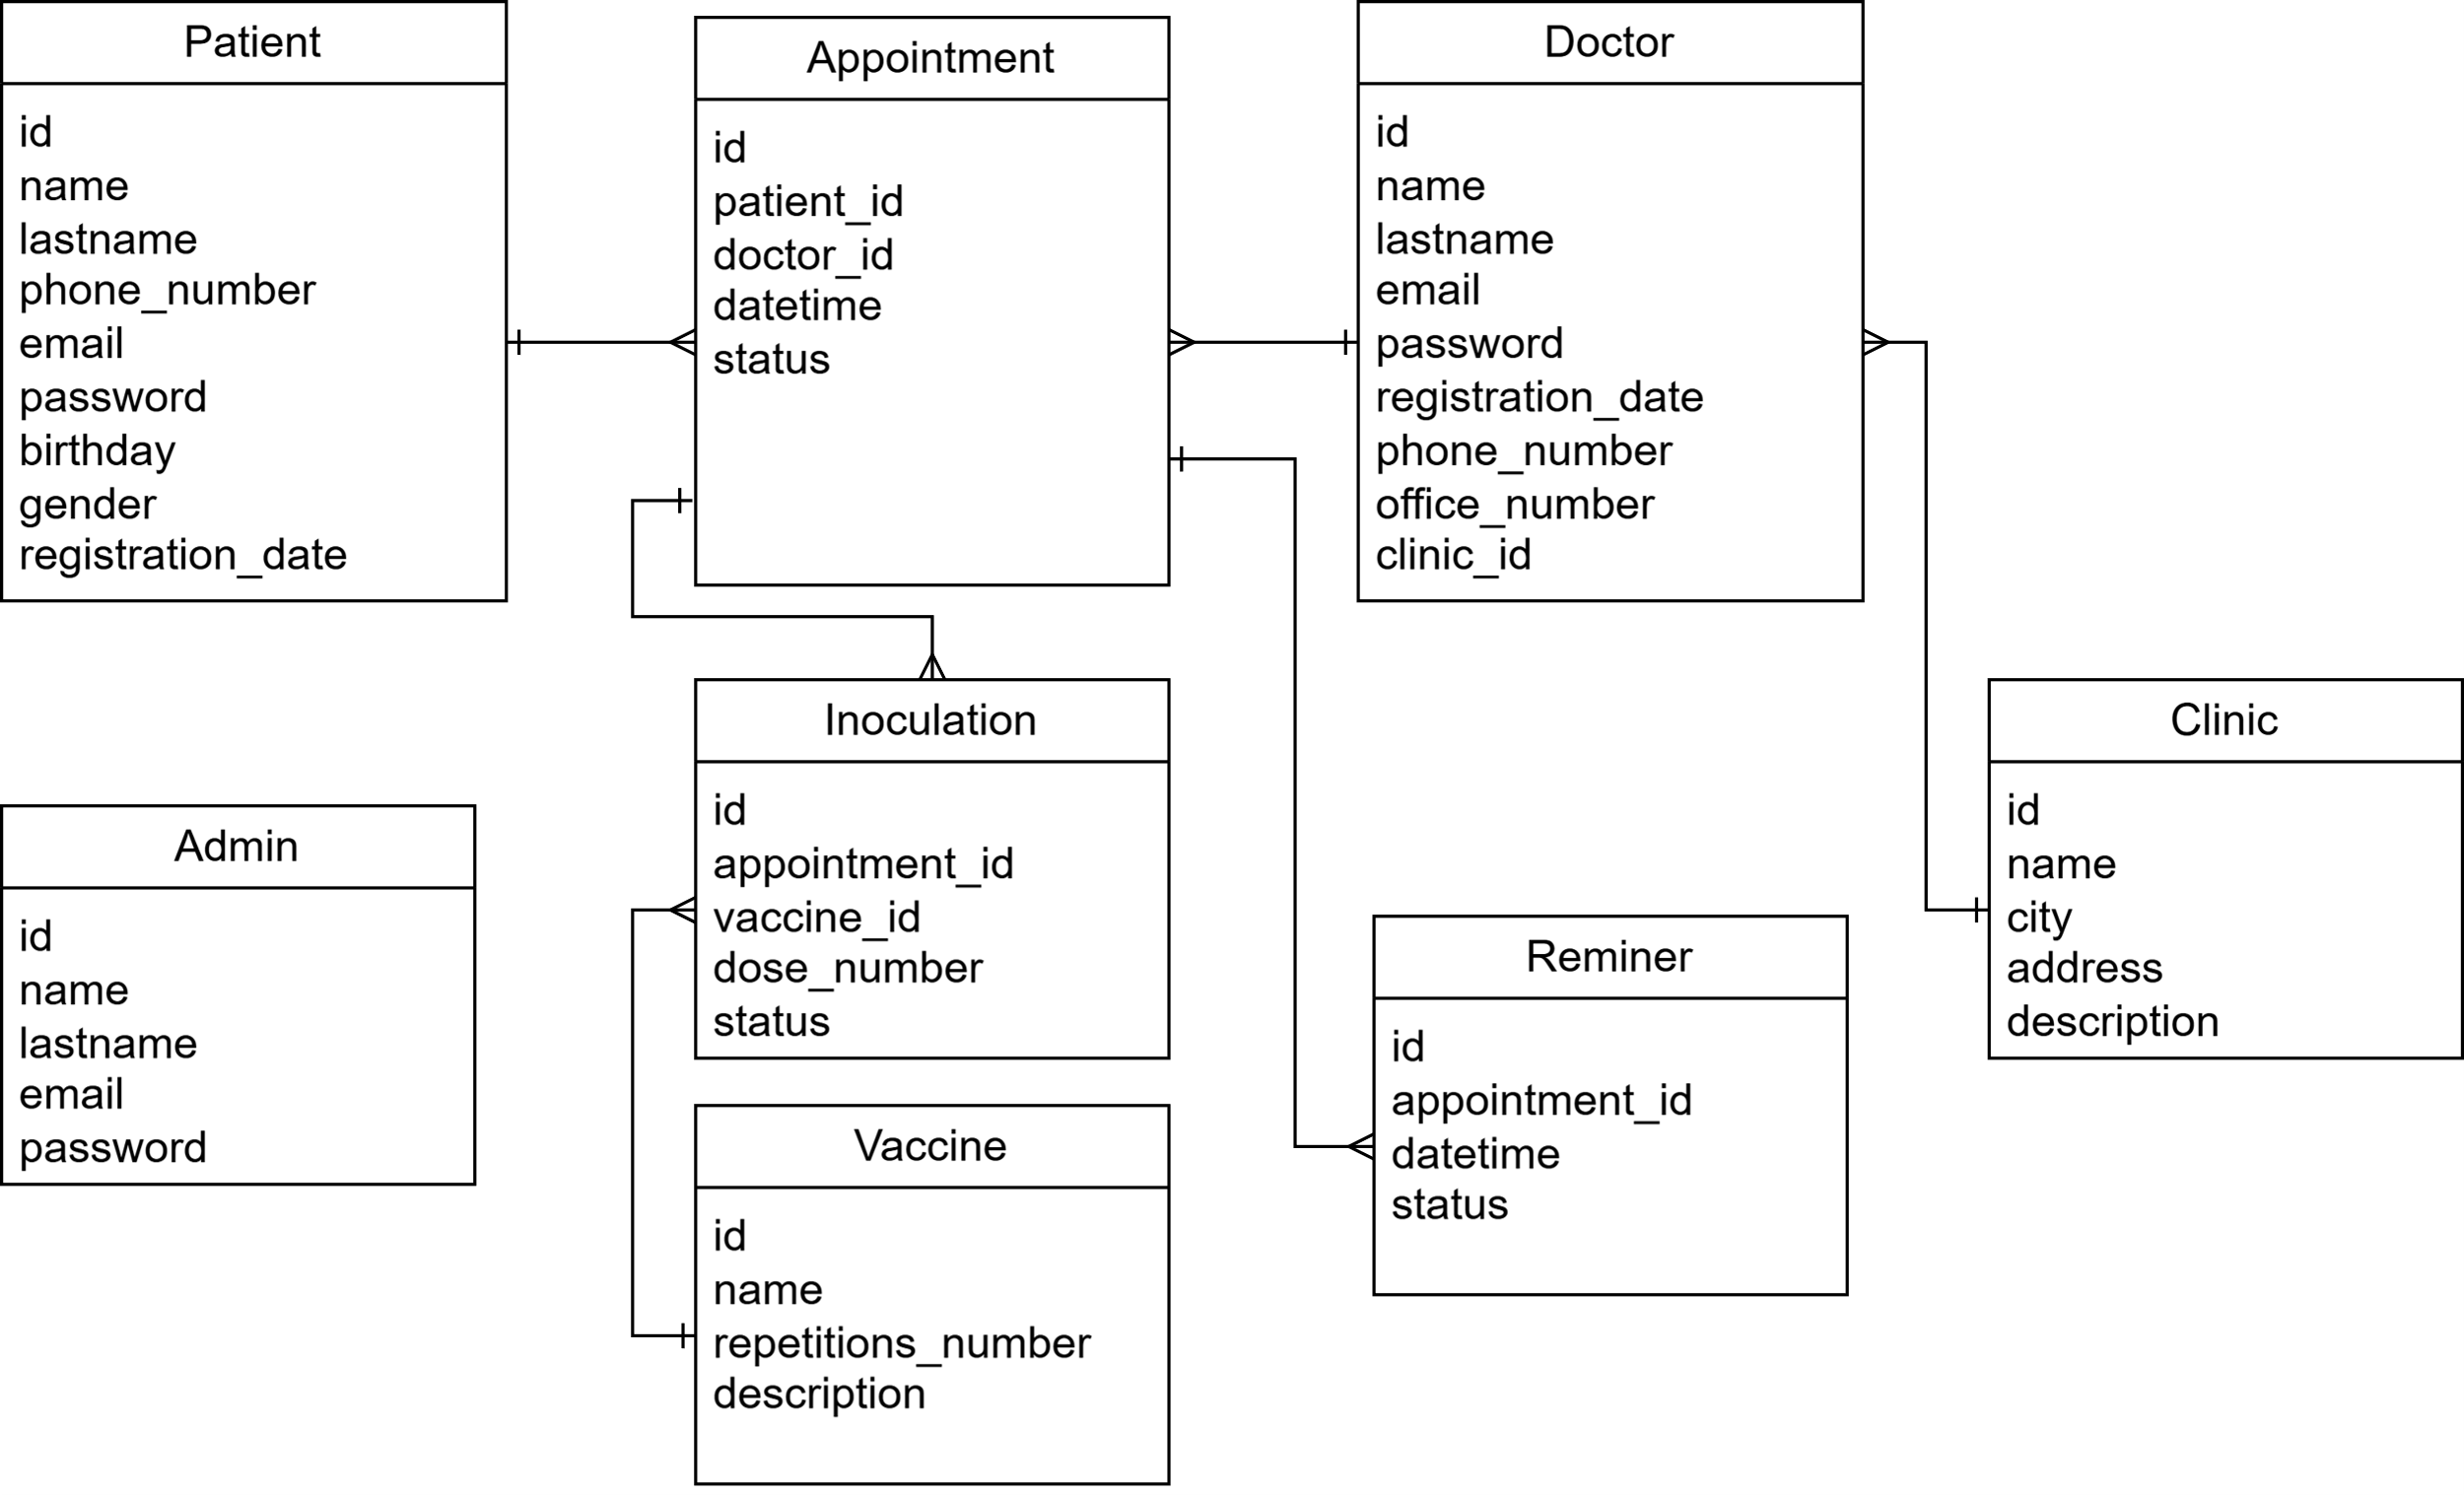 Patient
id
name
lastname
phone_number
email
password
birthday
gender
registration_date
Appointment
id
patient_id
doctor_id
datetime
status
Doctor
id
name
lastname
email
password
registration_date
phone_number
office_number
clinic_id
Inoculation
id
appointment_id
vaccine_id
dose_number
status
Clinic
id
name
city
address
description
Admin
id
name
lastname
email
password
Reminer
id
appointment_id
datetime
status
Vaccine
id
name
repetitions_number
description